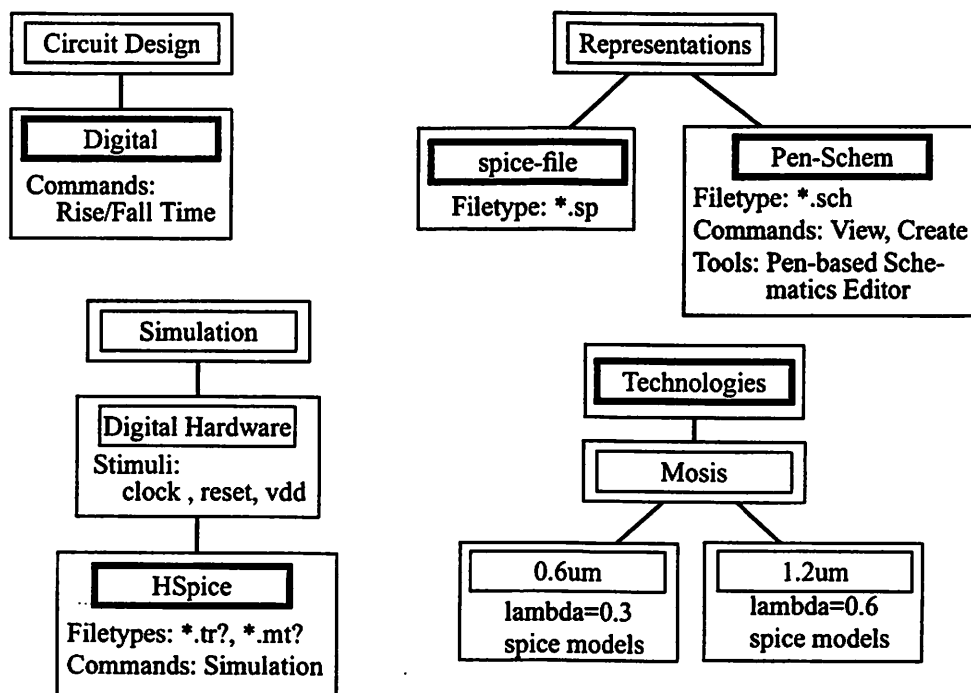 Circuit Design
Digital
Commands:
Rise/Fall Time
Representations
spice-file
Filetype: *.sp
Pen-Schem
Filetype: *.sch
Commands: View, Create
Tools: Pen-based Sche-
matics Editor
Simulation
Digital Hardware
Stimuli:
clock , reset, vdd
HSpice
Filetypes: *.tr?, *.mt?
Commands: Simulation
Technologies
Mosis
0.6um
lambda=0.3
spice models
1.2um
lambda=0.6
spice models